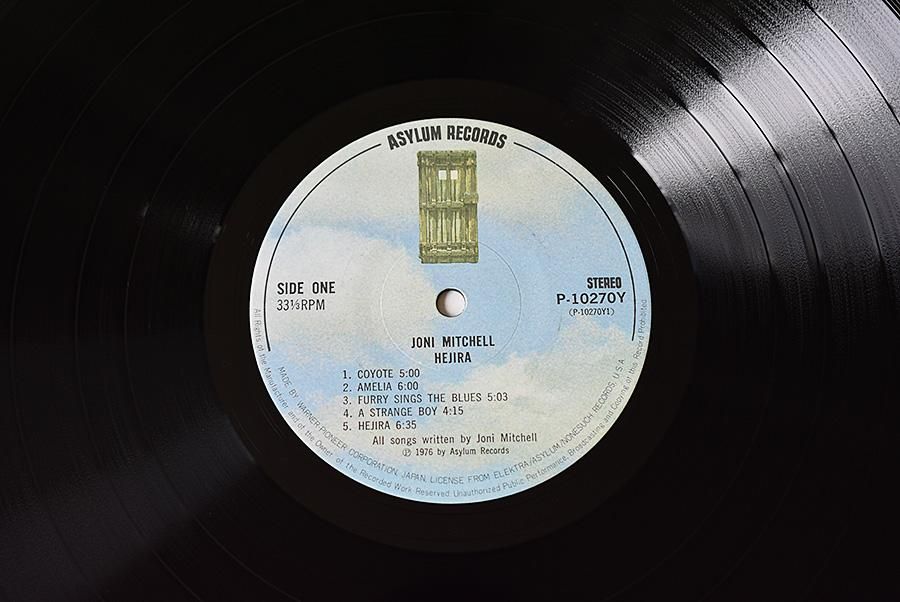 ASYLUM RECORDS
SIDE ONE
33⅓RPM
STEREO
P-10270Y
(P-10270Y1)
JONI MITCHELL
HEJIRA
1. COYOTE 5:00
2. AMELIA 6:00
3. FURRY SINGS THE BLUES 5:03
4. A STRANGE BOY 4:15
5. HEJIRA 6:35
All songs written by Joni Mitchell
Ⓟ 1976 by Asylum Records
MADE BY WARNER-PIONEER CORPORATION, JAPAN, LICENSE FROM ELEKTRA/ASYLUM/NONESUCH RECORDS, U.S.A.
All Rights of the Manufacturer and of the Owner of the Recorded Work Reserved Unauthorized Public Performance, Broadcasting and Copying of this Record Prohibited